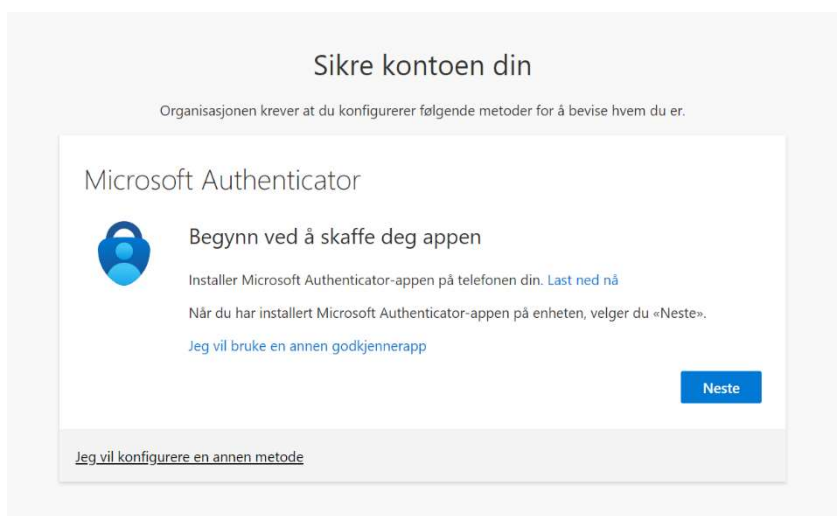 Sikre kontoen din
Organisasjonen krever at du konfigurerer følgende metoder for å bevise hvem du er.
Microsoft Authenticator
Begynn ved å skaffe deg appen
Installer Microsoft Authenticator-appen på telefonen din. Last ned nå
Når du har installert Microsoft Authenticator-appen på enheten, velger du «Neste».
Jeg vil bruke en annen godkjennerapp
Neste
Jeg vil konfigurere en annen metode